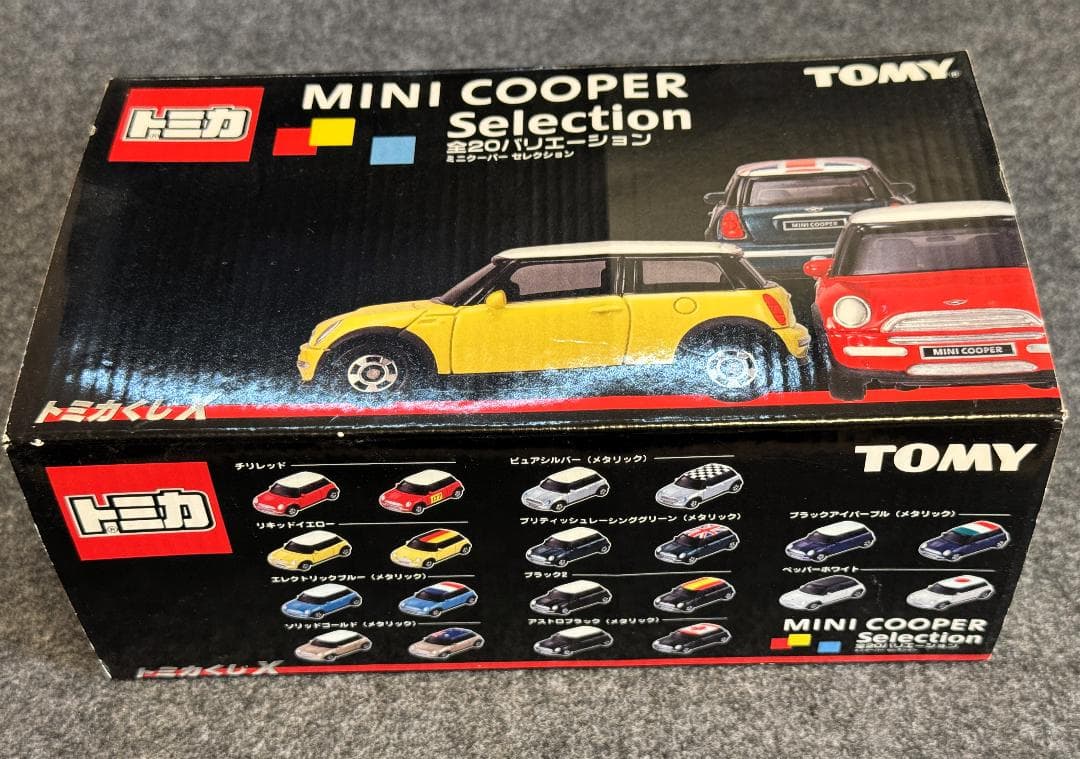 トミカ
MINI COOPER
Selection
全20バリエーション
ミニクーパー セレクション
TOMY
MINI COOPER
MINI COOPER
トミカくじX
トミカ
TOMY
チリレッド
リキッドイエロー
エレクトリックブルー（メタリック）
ソリッドゴールド（メタリック）
ピュアシルバー（メタリック）
ブリティッシュレーシンググリーン（メタリック）
ブラック2
アストロブラック（メタリック）
ブラックアイパープル（メタリック）
ペッパーホワイト
MINI COOPER
Selection
全20バリエーション
トミカくじX